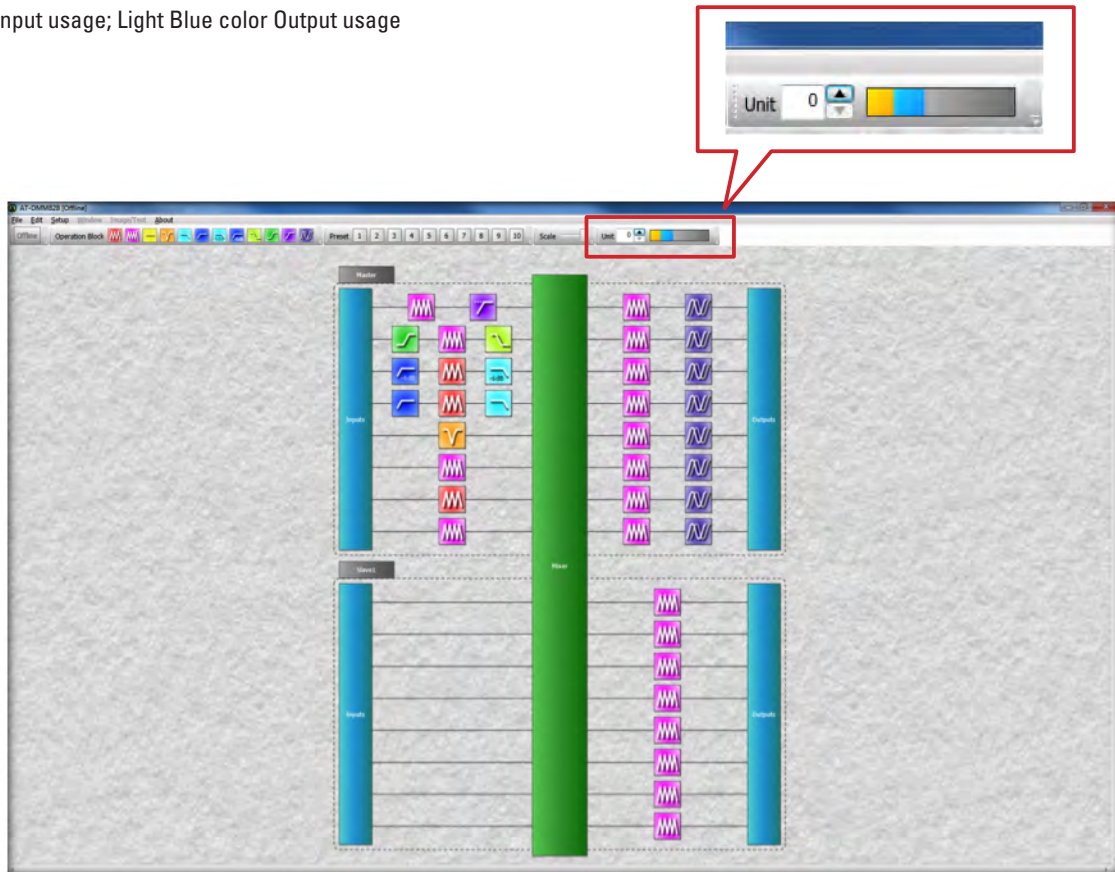 nput usage; Light Blue color Output usage
Unit 0
AT-DMM828 [Offline]
File Edit Setup Window Image/Text About
Offline Operation Block Preset 1 2 3 4 5 6 7 8 9 10 Scale Unit 0
Master
Inputs
Outputs
Mixer
Slave1
Inputs
Outputs